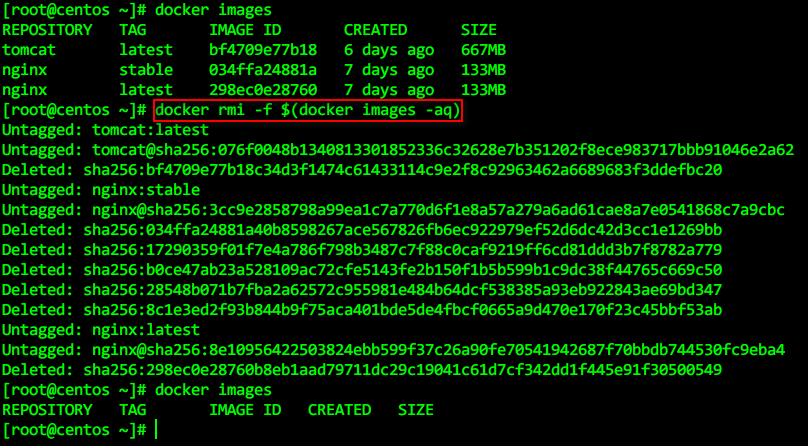 [root@centos ~]# docker images
REPOSITORY   TAG       IMAGE ID       CREATED      SIZE
tomcat       latest    bf4709e77b18   6 days ago   667MB
nginx        stable    034ffa24881a   7 days ago   133MB
nginx        latest    298ec0e28760   7 days ago   133MB
[root@centos ~]# docker rmi -f $(docker images -aq)
Untagged: tomcat:latest
Untagged: tomcat@sha256:076f0048b1340813301852336c32628e7b351202f8ece983717bbb91046e2a62
Deleted: sha256:bf4709e77b18c34d3f1474c61433114c9e2f8c92963462a6689683f3ddefbc20
Untagged: nginx:stable
Untagged: nginx@sha256:3cc9e2858798a99ea1c7a770d6f1e8a57a279a6ad61cae8a7e0541868c7a9cbc
Deleted: sha256:034ffa24881a40b8598267ace567826fb6ec922979ef52d6dc42d3cc1e1269bb
Deleted: sha256:17290359f01f7e4a786f798b3487c7f88c0caf9219ff6cd81ddd3b7f8782a779
Deleted: sha256:b0ce47ab23a528109ac72cfe5143fe2b150f1b5b599b1c9dc38f44765c669c50
Deleted: sha256:28548b071b7fba2a62572c955981e484b64dcf538385a93eb922843ae69bd347
Deleted: sha256:8c1e3ed2f93b844b9f75aca401bde5de4fbcf0665a9d470e170f23c45bbf53ab
Untagged: nginx:latest
Untagged: nginx@sha256:8e10956422503824ebb599f37c26a90fe70541942687f70bbdb744530fc9eba4
Deleted: sha256:298ec0e28760b8eb1aad79711dc29c19041c61d7cf342dd1f445e91f30500549
[root@centos ~]# docker images
REPOSITORY   TAG       IMAGE ID   CREATED   SIZE
[root@centos ~]#